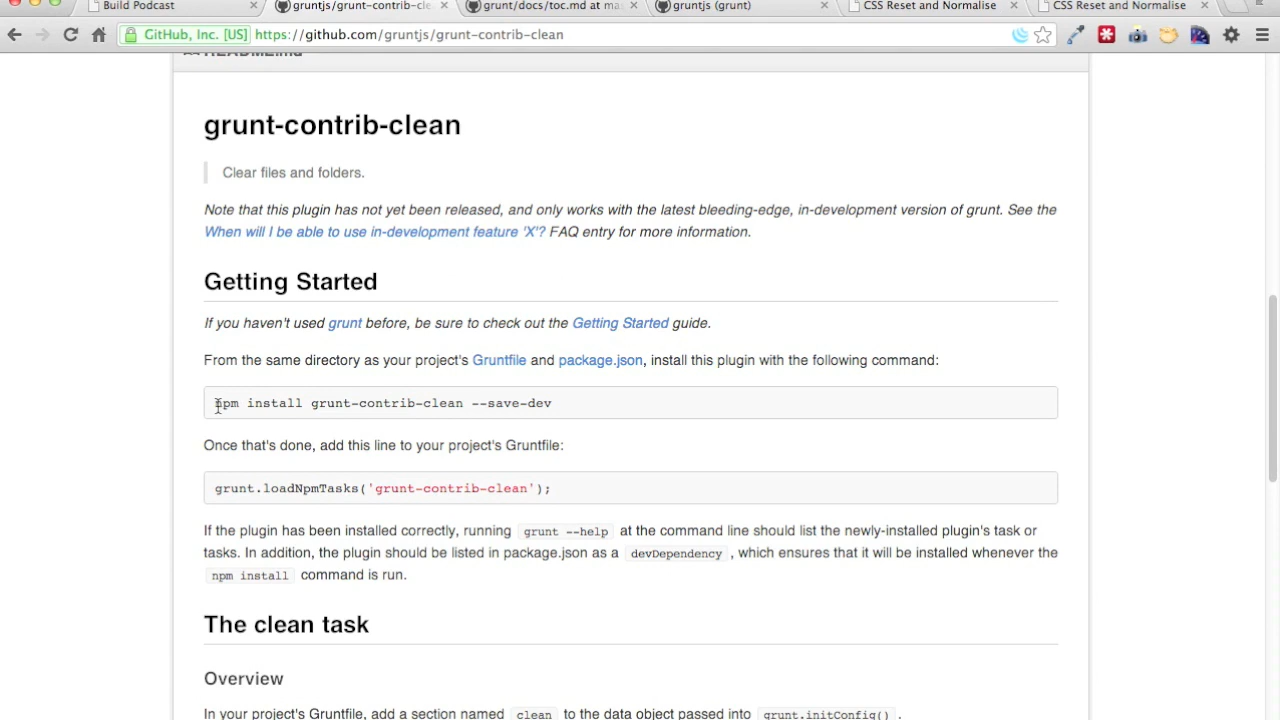 Build Podcast
gruntjs/grunt-contrib-cle
grunt/docs/toc.md at ma
gruntjs (grunt)
CSS Reset and Normalise
CSS Reset and Normalise
GitHub, Inc. [US] https://github.com/gruntjs/grunt-contrib-clean
README.md
grunt-contrib-clean
Clear files and folders.
Note that this plugin has not yet been released, and only works with the latest bleeding-edge, in-development version of grunt. See the
When will I be able to use in-development feature 'X'? FAQ entry for more information.
Getting Started
If you haven't used grunt before, be sure to check out the Getting Started guide.
From the same directory as your project's Gruntfile and package.json, install this plugin with the following command:
npm install grunt-contrib-clean --save-dev
Once that's done, add this line to your project's Gruntfile:
grunt.loadNpmTasks('grunt-contrib-clean');
If the plugin has been installed correctly, running grunt --help at the command line should list the newly-installed plugin's task or
tasks. In addition, the plugin should be listed in package.json as a devDependency , which ensures that it will be installed whenever the
npm install command is run.
The clean task
Overview
In your project's Gruntfile, add a section named clean to the data object passed into grunt.initConfig() .